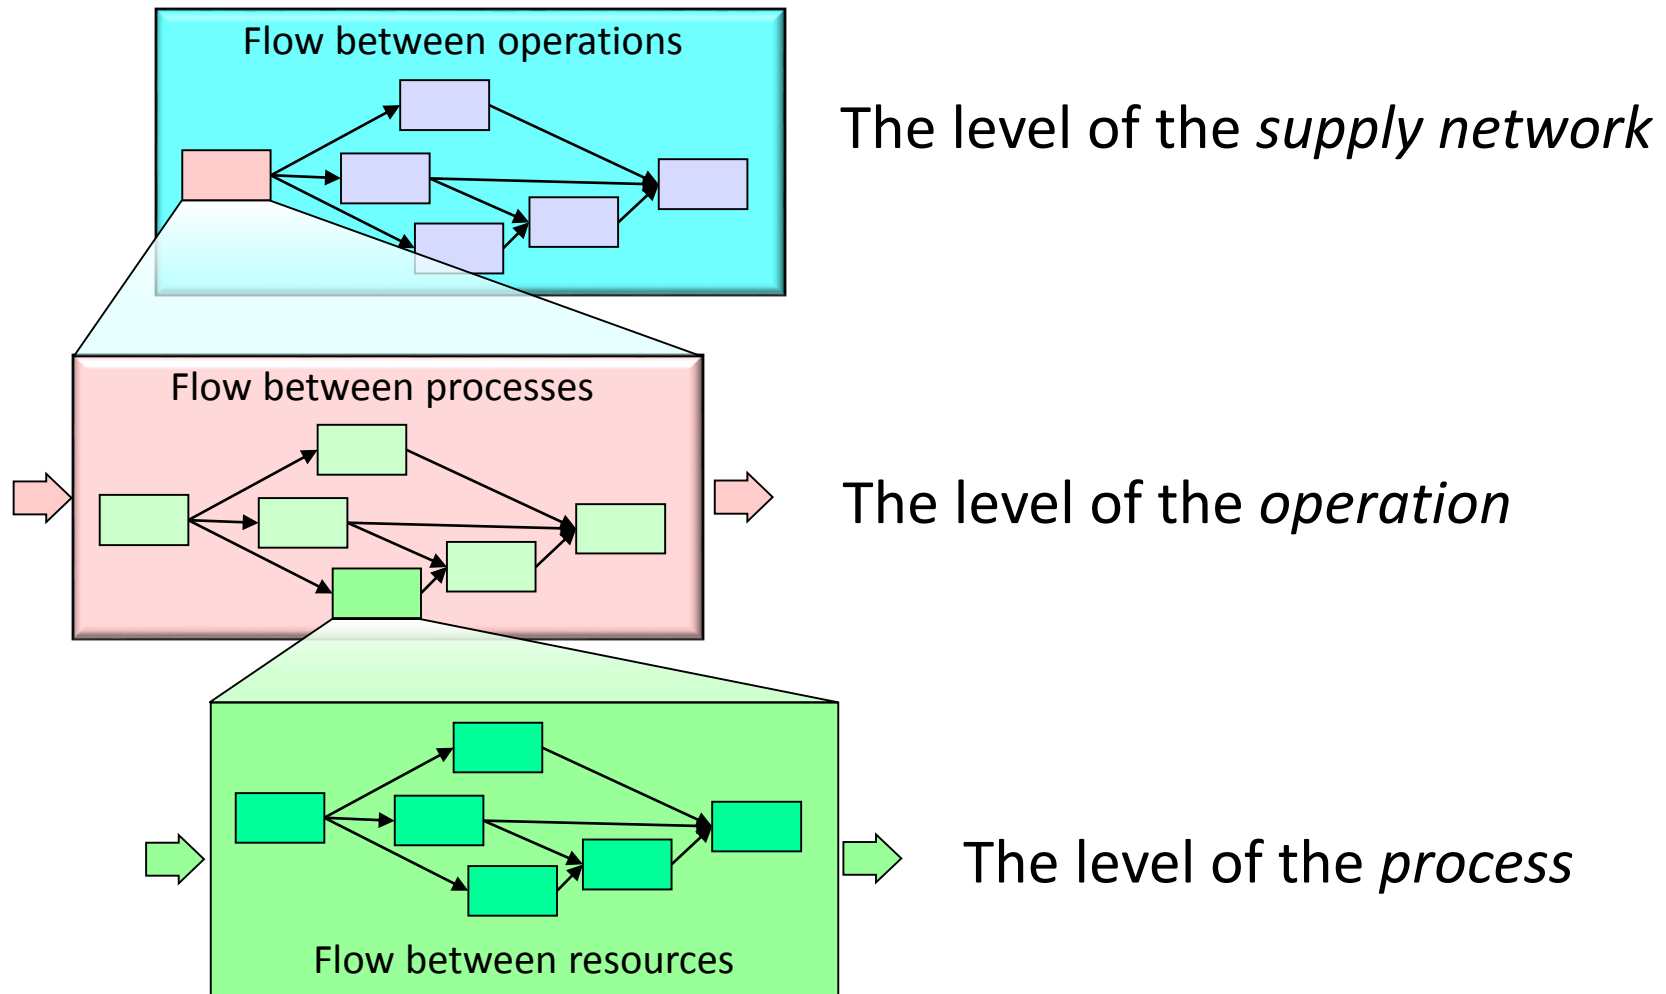 Flow between operations
The level of the supply network
Flow between processes
The level of the operation
The level of the process
Flow between resources